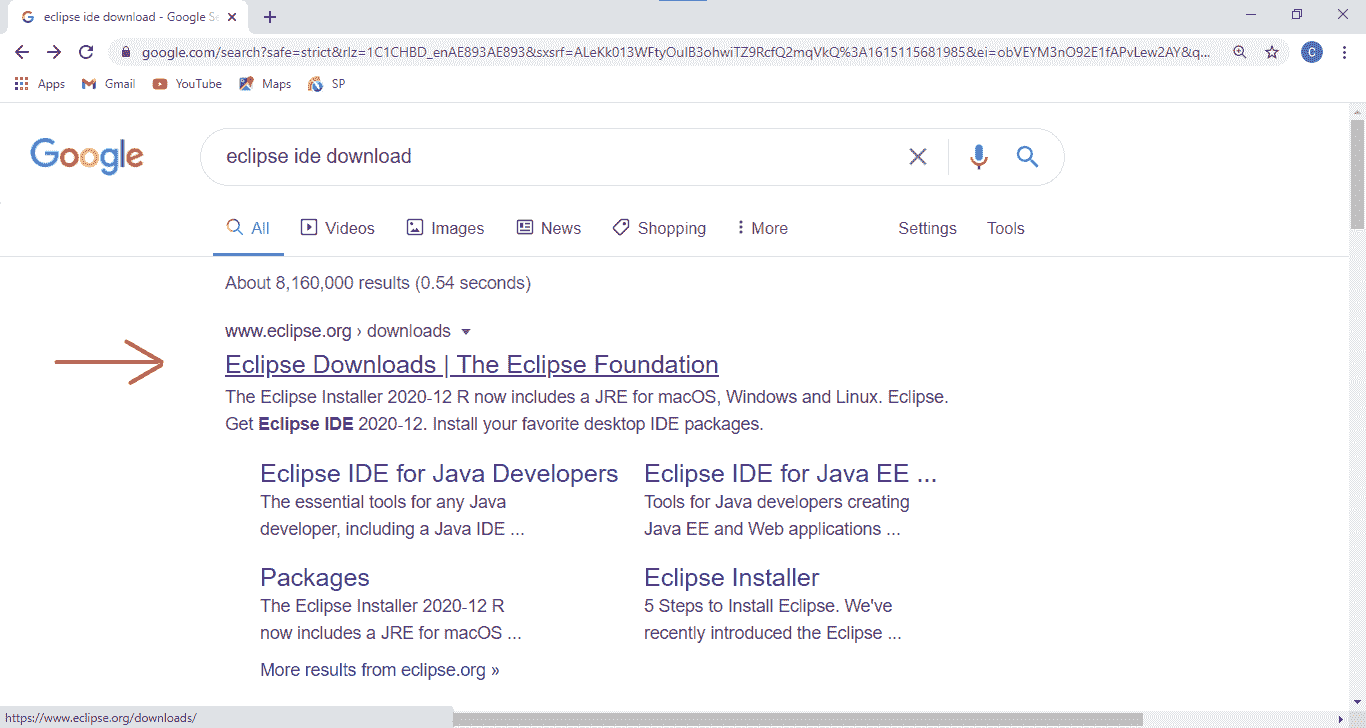 eclipse ide download - Google Se
google.com/search?safe=strict&rlz=1C1CHBD_enAE893AE893&sxsrf=ALeKk013WFtyOulB3ohwiTZ9RcfQ2mqVkQ%3A1615115681985&ei=obVEYM3nO92E1fAPvLew2AY&q...
C
Apps Gmail YouTube Maps SP
Google
eclipse ide download
All Videos Images News Shopping More Settings Tools
About 8,160,000 results (0.54 seconds)
www.eclipse.org › downloads
Eclipse Downloads | The Eclipse Foundation
The Eclipse Installer 2020-12 R now includes a JRE for macOS, Windows and Linux. Eclipse.
Get Eclipse IDE 2020-12. Install your favorite desktop IDE packages.
Eclipse IDE for Java Developers
The essential tools for any Java
developer, including a Java IDE ...
Eclipse IDE for Java EE ...
Tools for Java developers creating
Java EE and Web applications ...
Packages
The Eclipse Installer 2020-12 R
now includes a JRE for macOS ...
Eclipse Installer
5 Steps to Install Eclipse. We've
recently introduced the Eclipse ...
More results from eclipse.org »
https://www.eclipse.org/downloads/